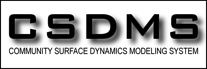 CSDMS
COMMUNITY SURFACE DYNAMICS MODELING SYSTEM